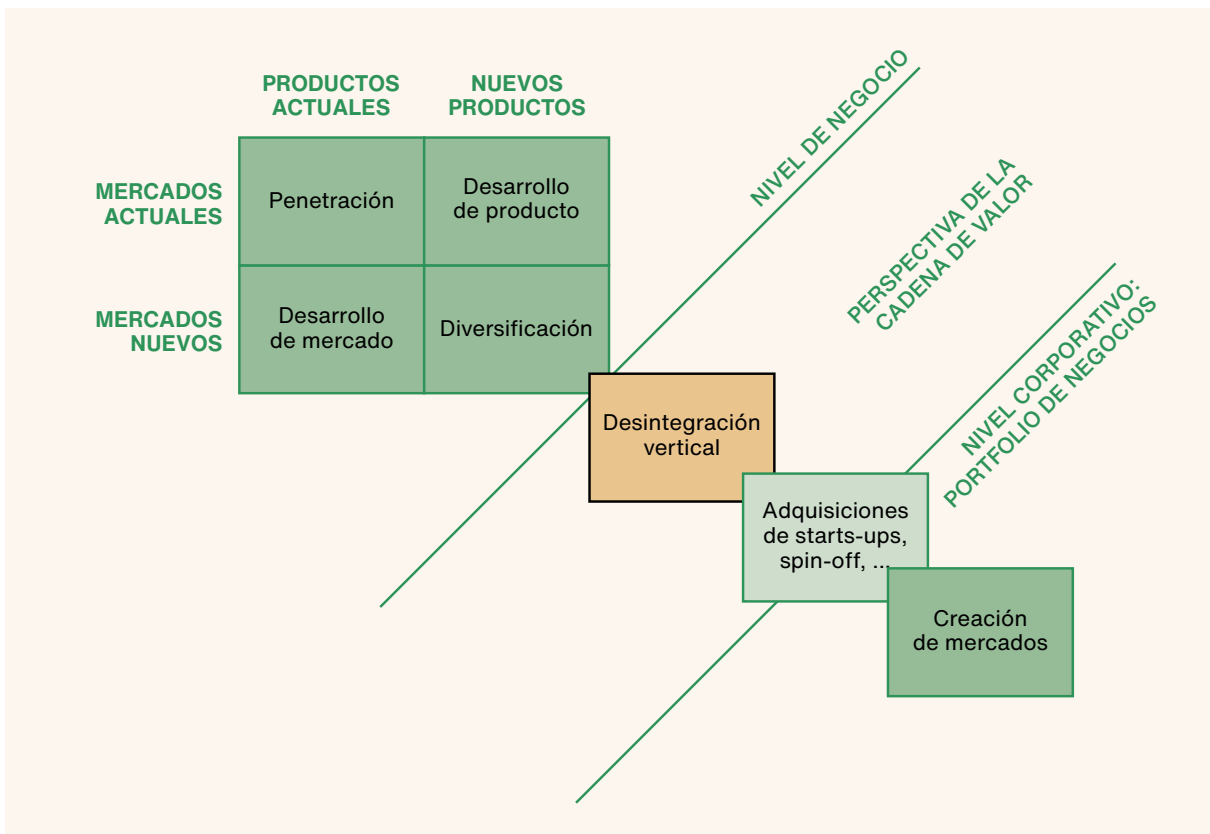 PRODUCTOS
ACTUALES
NUEVOS
PRODUCTOS
MERCADOS
ACTUALES
Penetración
Desarrollo
de producto
MERCADOS
NUEVOS
Desarrollo
de mercado
Diversificación
NIVEL DE NEGOCIO
PERSPECTIVA DE LA
CADENA DE VALOR
NIVEL CORPORATIVO:
PORTFOLIO DE NEGOCIOS
Desintegración
vertical
Adquisiciones
de starts-ups,
spin-off, ...
Creación
de mercados